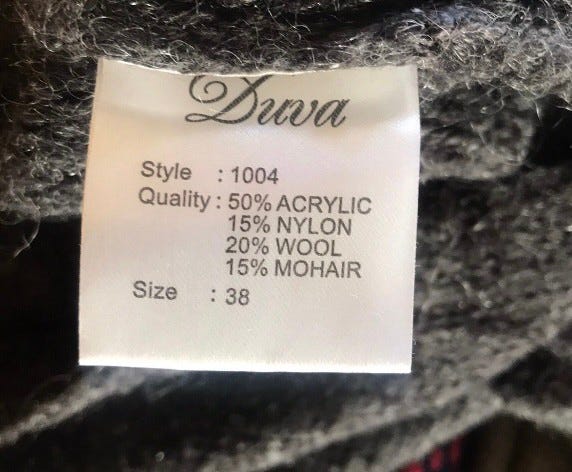 Duva
Style : 1004
Quality : 50% ACRYLIC
15% NYLON
20% WOOL
15% MOHAIR
Size : 38